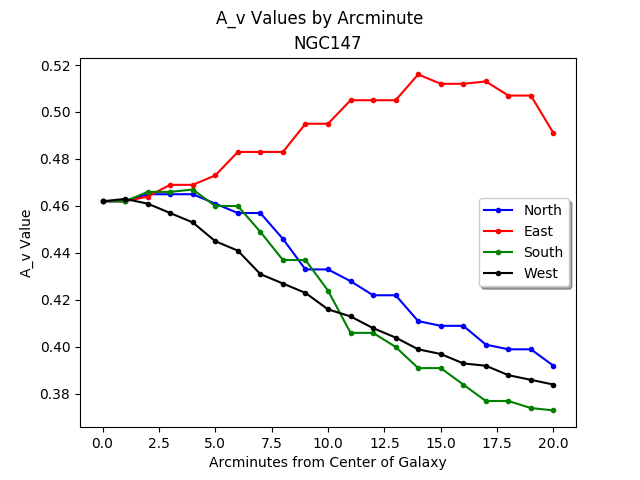 A_v Values by Arcminute
NGC147
A_v Value
0.52
0.50
0.48
0.46
0.44
0.42
0.40
0.38
North
East
South
West
0.0 2.5 5.0 7.5 10.0 12.5 15.0 17.5 20.0
Arcminutes from Center of Galaxy